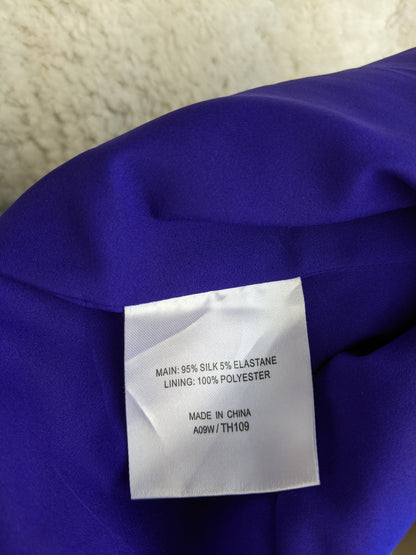 MAIN: 95% SILK 5% ELASTANE
LINING: 100% POLYESTER
MADE IN CHINA
A09W / TH109